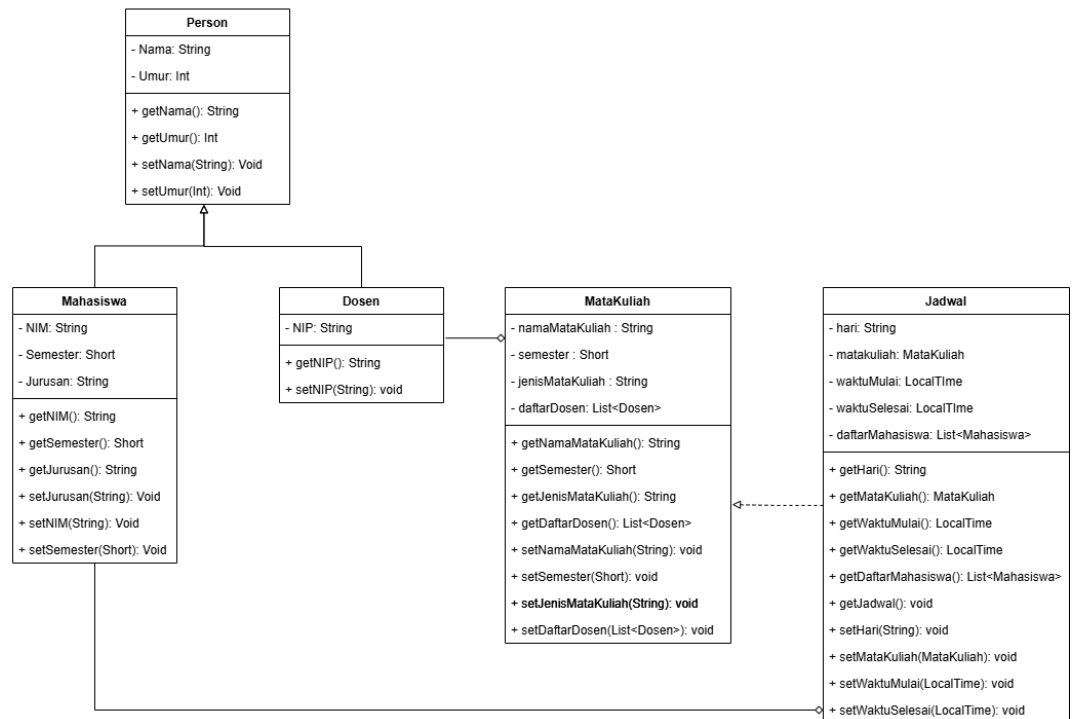 Person
- Nama: String
- Umur: Int
+ getNama(): String
+ getUmur(): Int
+ setNama(String): Void
+ setUmur(Int): Void
Mahasiswa
- NIM: String
- Semester: Short
- Jurusan: String
+ getNIM(): String
+ getSemester(): Short
+ getJurusan(): String
+ setJurusan(String): Void
+ setNIM(String): Void
+ setSemester(Short): Void
Dosen
- NIP: String
+ getNIP(): String
+ setNIP(String): void
MataKuliah
- namaMataKuliah : String
- semester : Short
- jenisMataKuliah : String
- daftarDosen: List<Dosen>
+ getNamaMataKuliah(): String
+ getSemester(): Short
+ getJenisMataKuliah(): String
+ getDaftarDosen(): List<Dosen>
+ setNamaMataKuliah(String): void
+ setSemester(Short): void
+ setJenisMataKuliah(String): void
+ setDaftarDosen(List<Dosen>): void
Jadwal
- hari: String
- matakuliah: MataKuliah
- waktuMulai: LocalTIme
- waktuSelesai: LocalTIme
- daftarMahasiswa: List<Mahasiswa>
+ getHari(): String
+ getMataKuliah(): MataKuliah
+ getWaktuMulai(): LocalTime
+ getWaktuSelesai(): LocalTime
+ getDaftarMahasiswa(): List<Mahasiswa>
+ getJadwal(): void
+ setHari(String): void
+ setMataKuliah(MataKuliah): void
+ setWaktuMulai(LocalTime): void
+ setWaktuSelesai(LocalTime): void